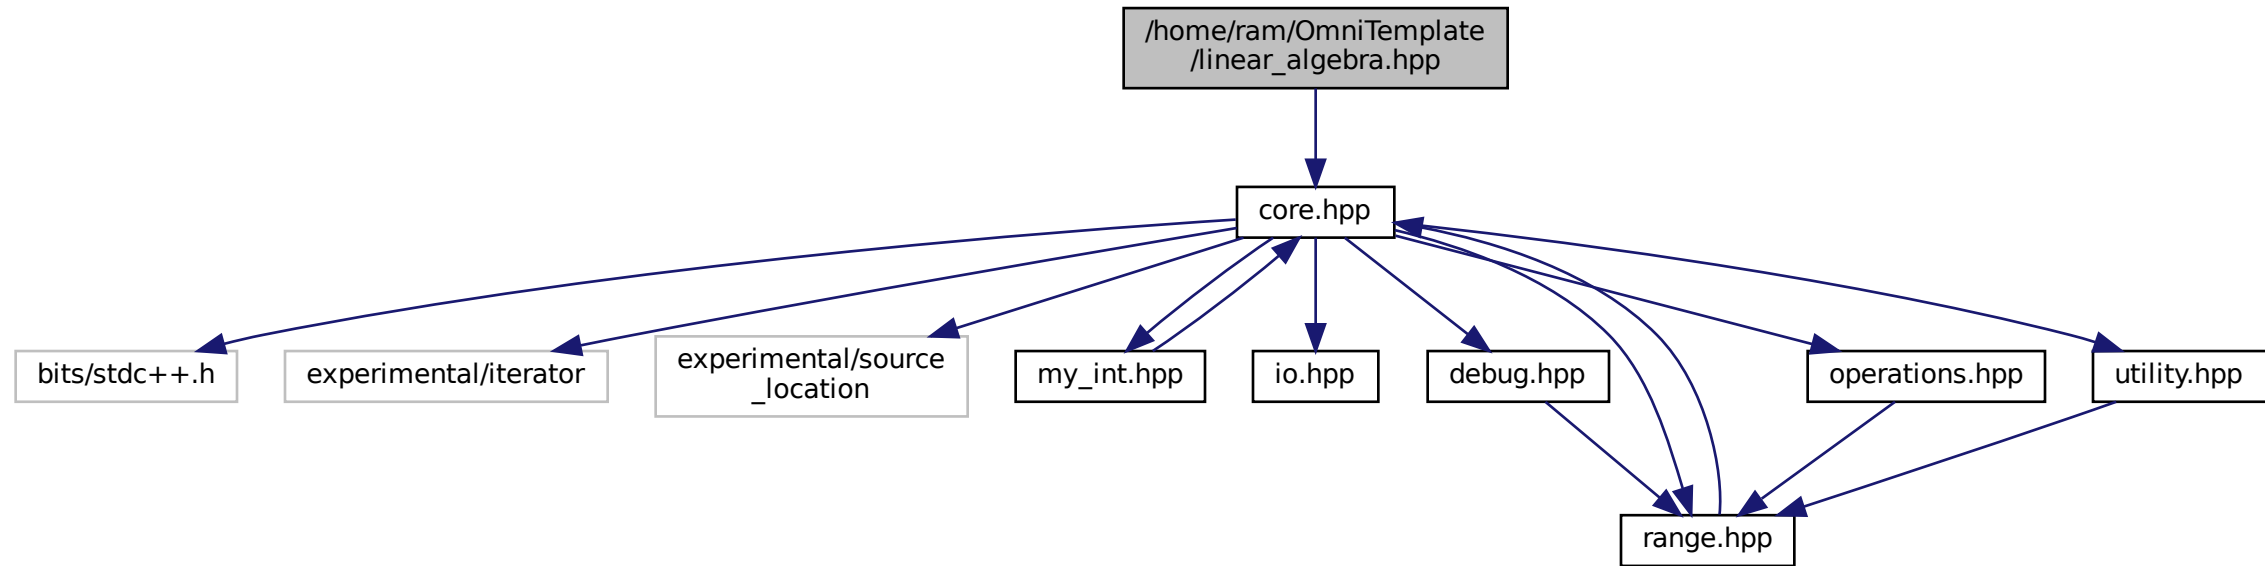 /home/ram/OmniTemplate
/linear_algebra.hpp
core.hpp
bits/stdc++.h
experimental/iterator
experimental/source
_location
my_int.hpp
io.hpp
debug.hpp
operations.hpp
utility.hpp
range.hpp